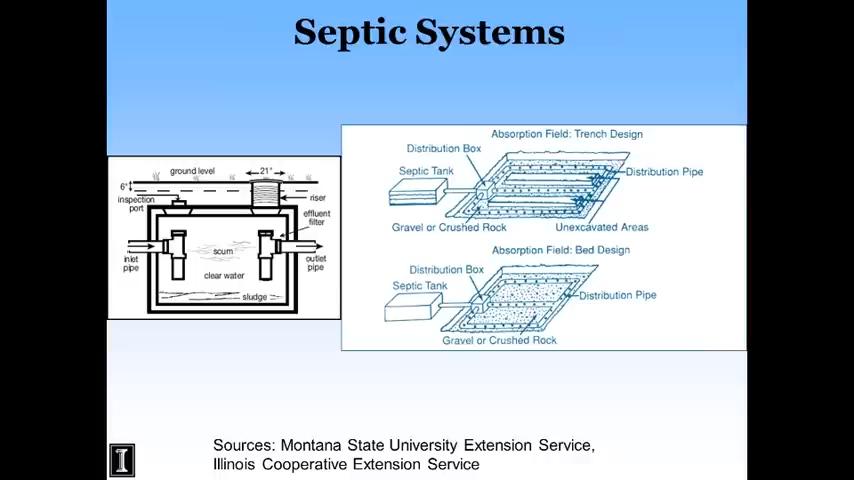 Septic Systems
ground level
21"
6"
inspection
port
riser
effluent
filter
inlet
pipe
scum
outlet
pipe
clear water
sludge
Absorption Field: Trench Design
Distribution Box
Septic Tank
Distribution Pipe
Gravel or Crushed Rock
Unexcavated Areas
Absorption Field: Bed Design
Distribution Box
Septic Tank
Distribution Pipe
Gravel or Crushed Rock
Sources: Montana State University Extension Service,
Illinois Cooperative Extension Service
I